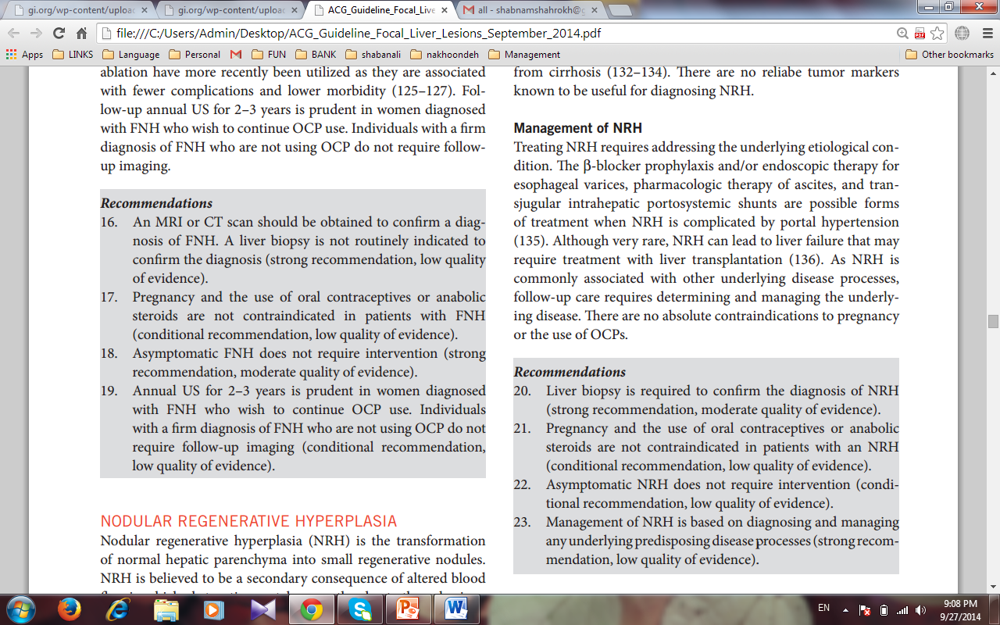 gi.org/wp-content/upload
gi.org/wp-content/upload
ACG_Guideline_Focal_Live
all - shabnamshahrokh@g
file:///C:/Users/Admin/Desktop/ACG_Guideline_Focal_Liver_Lesions_September_2014.pdf
Apps LINKS Language Personal FUN BANK shabanali nakhoondeh Management Other bookmarks
ablation have more recently been utilized as they are associated
with fewer complications and lower morbidity (125–127). Fol-
low-up annual US for 2–3 years is prudent in women diagnosed
with FNH who wish to continue OCP use. Individuals with a firm
diagnosis of FNH who are not using OCP do not require follow-
up imaging.
Recommendations
16. An MRI or CT scan should be obtained to confirm a diag-
nosis of FNH. A liver biopsy is not routinely indicated to
confirm the diagnosis (strong recommendation, low quality
of evidence).
17. Pregnancy and the use of oral contraceptives or anabolic
steroids are not contraindicated in patients with FNH
(conditional recommendation, low quality of evidence).
18. Asymptomatic FNH does not require intervention (strong
recommendation, moderate quality of evidence).
19. Annual US for 2–3 years is prudent in women diagnosed
with FNH who wish to continue OCP use. Individuals
with a firm diagnosis of FNH who are not using OCP do not
require follow-up imaging (conditional recommendation,
low quality of evidence).
NODULAR REGENERATIVE HYPERPLASIA
Nodular regenerative hyperplasia (NRH) is the transformation
of normal hepatic parenchyma into small regenerative nodules.
NRH is believed to be a secondary consequence of altered blood
from cirrhosis (132–134). There are no reliabe tumor markers
known to be useful for diagnosing NRH.
Management of NRH
Treating NRH requires addressing the underlying etiological con-
dition. The β-blocker prophylaxis and/or endoscopic therapy for
esophageal varices, pharmacologic therapy of ascites, and tran-
sjugular intrahepatic portosystemic shunts are possible forms
of treatment when NRH is complicated by portal hypertension
(135). Although very rare, NRH can lead to liver failure that may
require treatment with liver transplantation (136). As NRH is
commonly associated with other underlying disease processes,
follow-up care requires determining and managing the underly-
ing disease. There are no absolute contraindications to pregnancy
or the use of OCPs.
Recommendations
20. Liver biopsy is required to confirm the diagnosis of NRH
(strong recommendation, moderate quality of evidence).
21. Pregnancy and the use of oral contraceptives or anabolic
steroids are not contraindicated in patients with an NRH
(conditional recommendation, low quality of evidence).
22. Asymptomatic NRH does not require intervention (condi-
tional recommendation, low quality of evidence).
23. Management of NRH is based on diagnosing and managing
any underlying predisposing disease processes (strong recom-
mendation, low quality of evidence).
EN
9:08 PM
9/27/2014